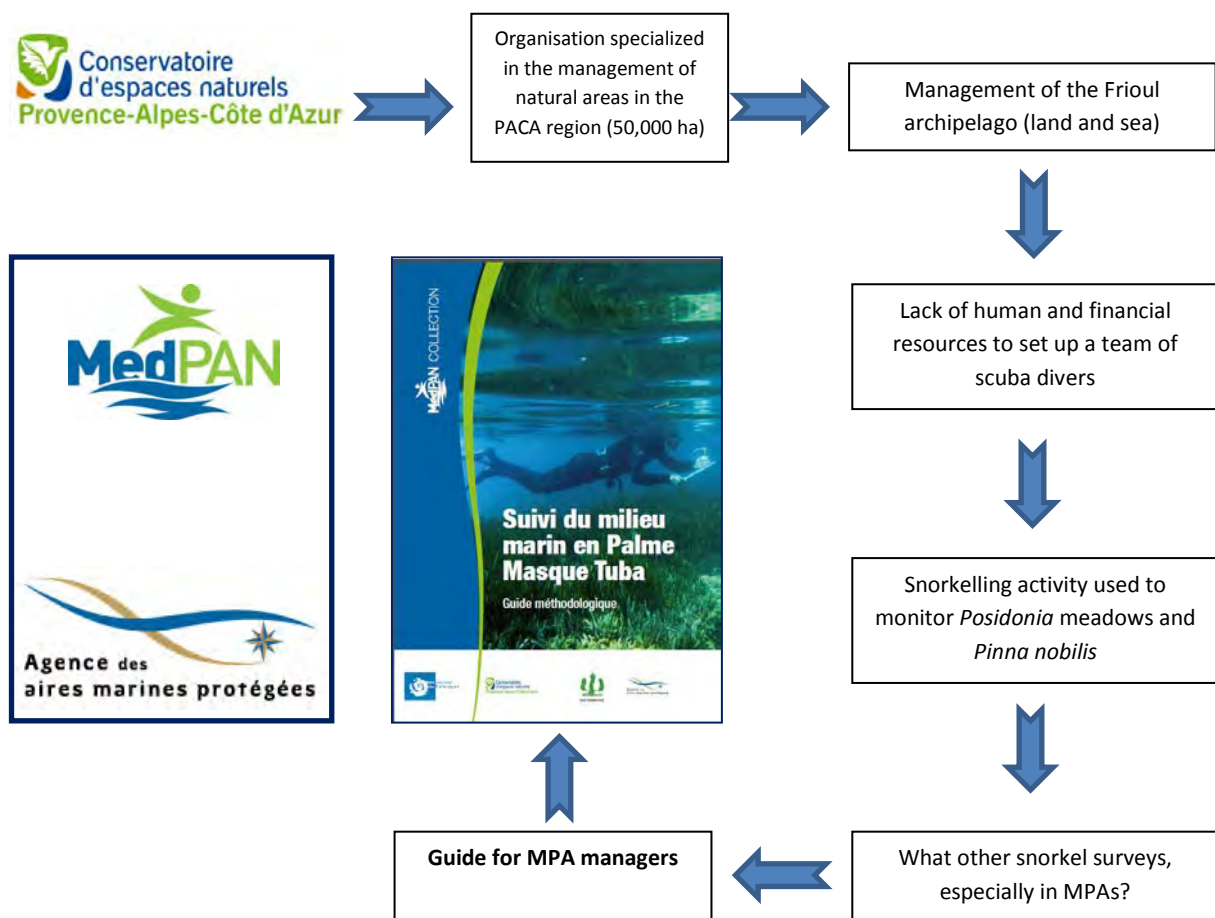 Conservatoire
d'espaces naturels
Provence-Alpes-Côte d'Azur
Organisation specialized
in the management of
natural areas in the
PACA region (50,000 ha)
Management of the Frioul
archipelago (land and sea)
Lack of human and financial
resources to set up a team of
scuba divers
Snorkelling activity used to
monitor Posidonia meadows and
Pinna nobilis
What other snorkel surveys,
especially in MPAs?
Guide for MPA managers
MedPAN COLLECTION
Suivi du milieu
marin en Palme
Masque Tuba
Guide méthodologique
MedPAN
Agence des
aires marines protégées